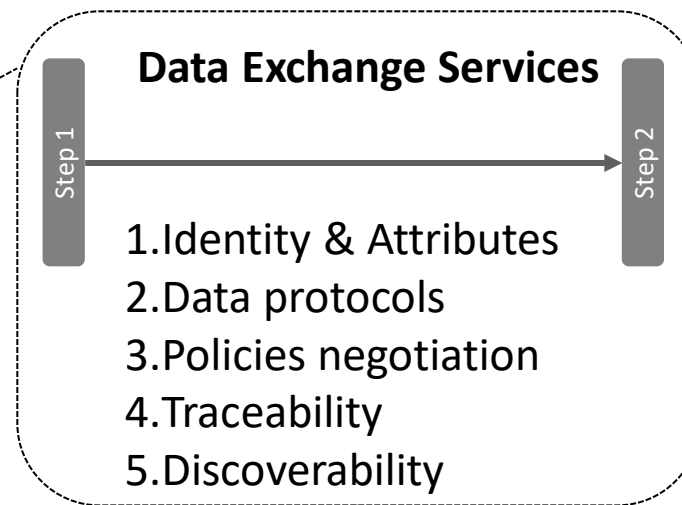 Data Exchange Services
Step 1
Step 2
1.Identity & Attributes
2.Data protocols
3.Policies negotiation
4.Traceability
5.Discoverability